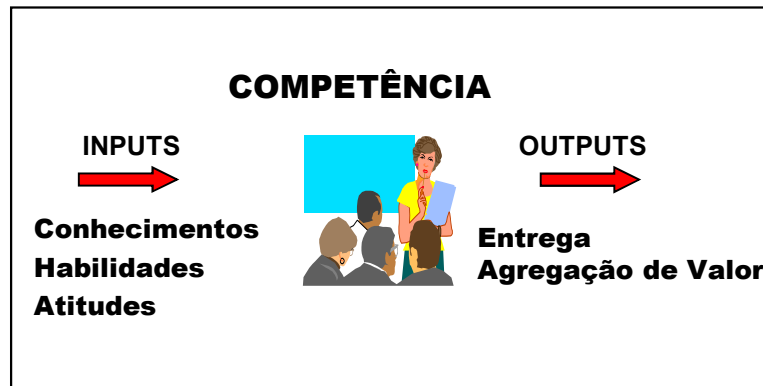 COMPETÊNCIA
INPUTS
Conhecimentos
Habilidades
Atitudes
OUTPUTS
Entrega
Agregação de Valor